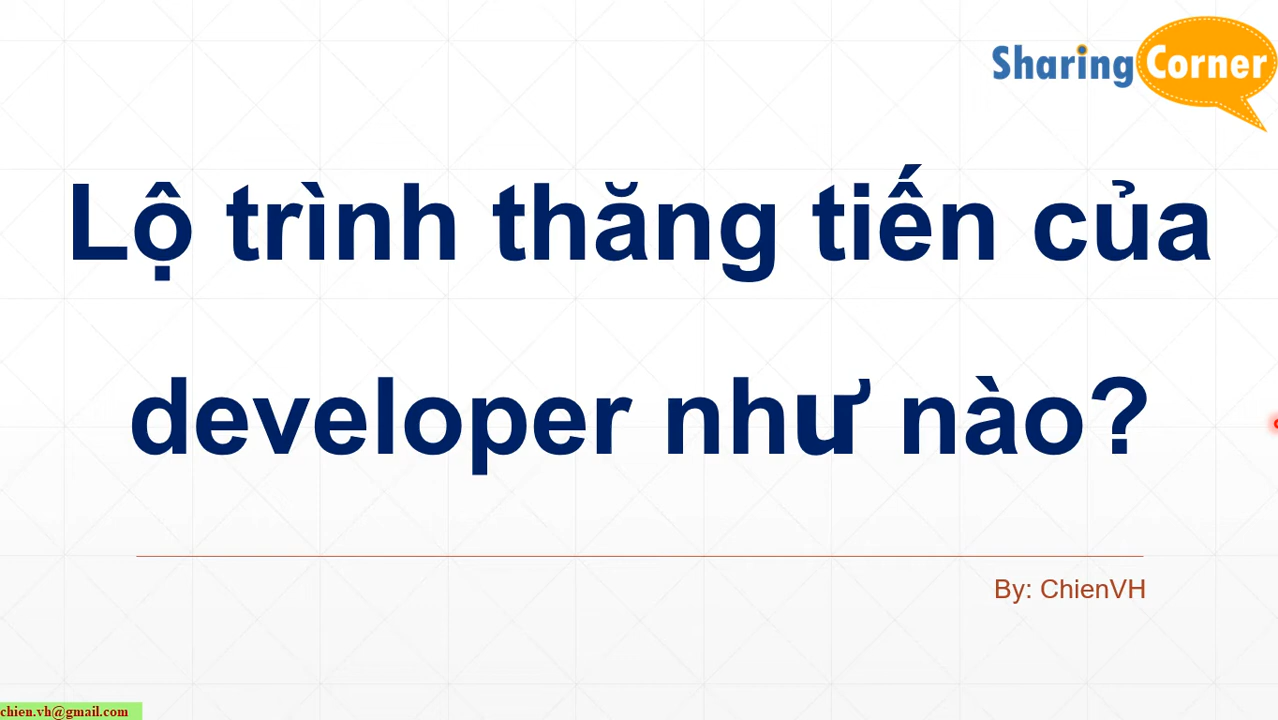 Sharing Corner
Lộ trình thăng tiến của
developer như nào?
By: ChienVH
chien.vh@gmail.com